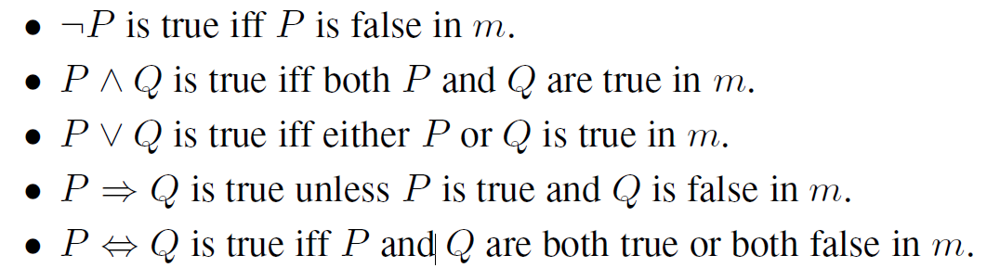 • ¬P is true iff P is false in m.
• P ∧ Q is true iff both P and Q are true in m.
• P ∨ Q is true iff either P or Q is true in m.
• P ⇒ Q is true unless P is true and Q is false in m.
• P ⇔ Q is true iff P and Q are both true or both false in m.